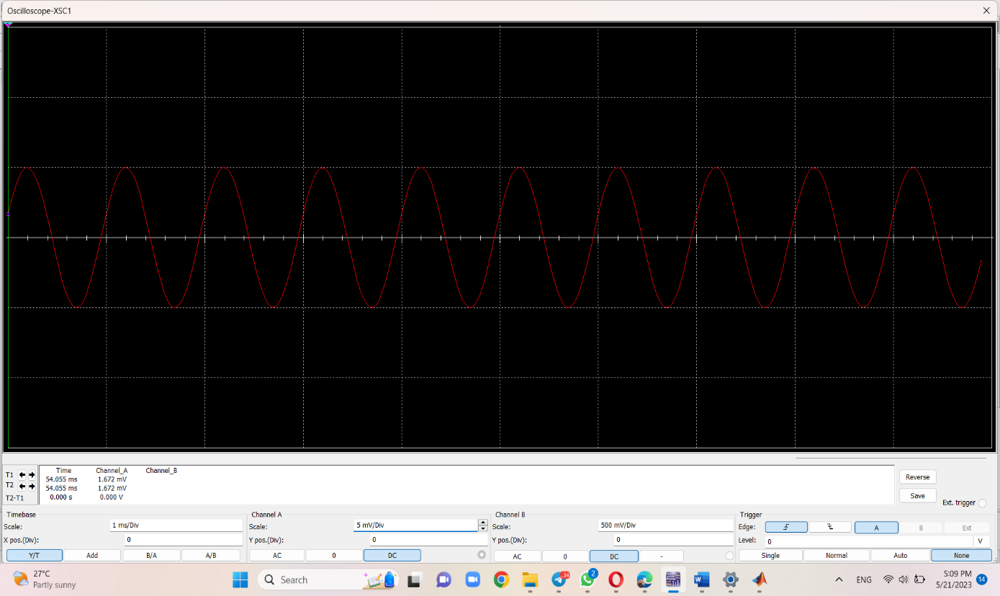 Oscilloscope-XSC1
Time Channel_A Channel_B
T1 54.055 ms 1.672 mV
T2 54.055 ms 1.672 mV
T2-T1 0.000 s 0.000 V
Reverse
Save
Ext. trigger
Timebase
Scale: 1 ms/Div
X pos.(Div): 0
Y/T Add B/A A/B
Channel A
Scale: 5 mV/Div
Y pos.(Div): 0
AC 0 DC
Channel B
Scale: 500 mV/Div
Y pos.(Div): 0
AC 0 DC -
Trigger
Edge: A B Ext
Level: 0 V
Single Normal Auto None
27°C
Partly sunny
Search
34
2
ENG
5:09 PM
5/21/2023
14